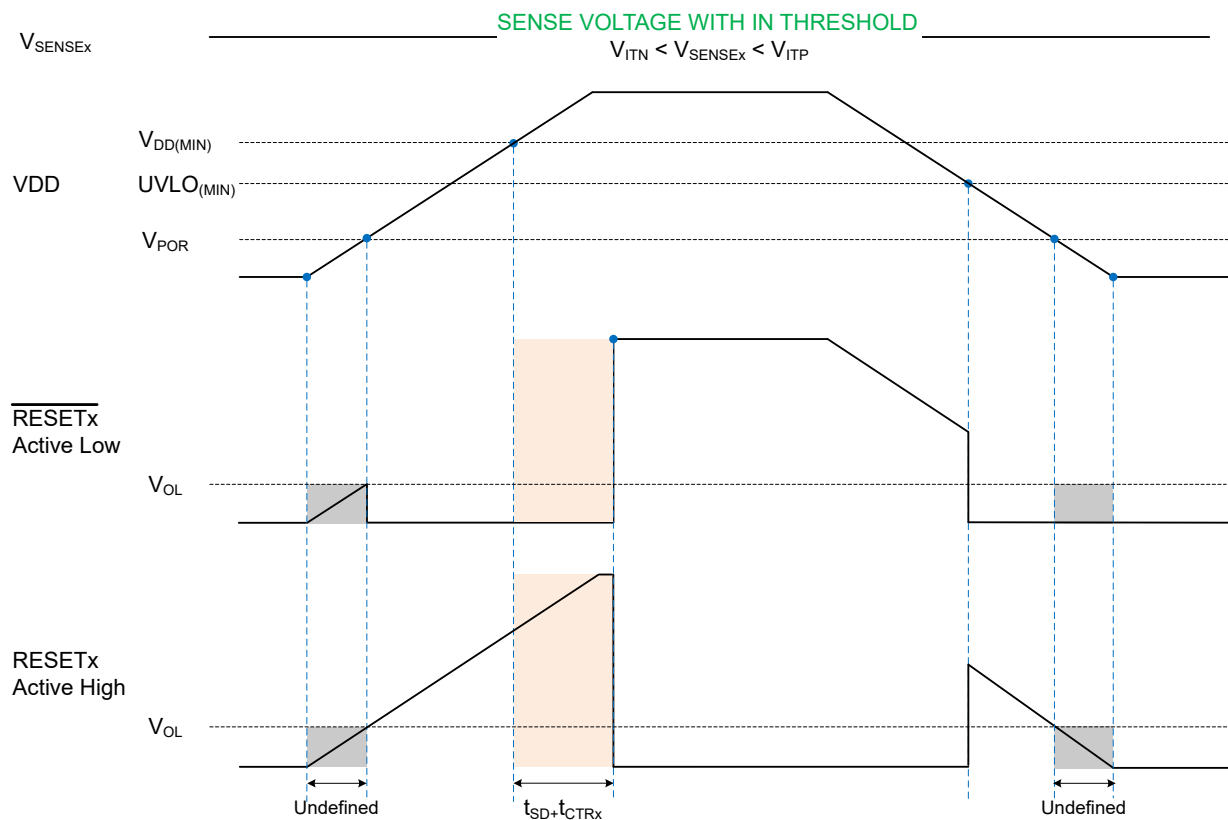 SENSE VOLTAGE WITH IN THRESHOLD
VSENSEx
VITN < VSENSEx < VITP
VDD(MIN)
VDD
UVLO(MIN)
VPOR
RESETx
Active Low
VOL
RESETx
Active High
VOL
Undefined
tSD+tCTRx
Undefined